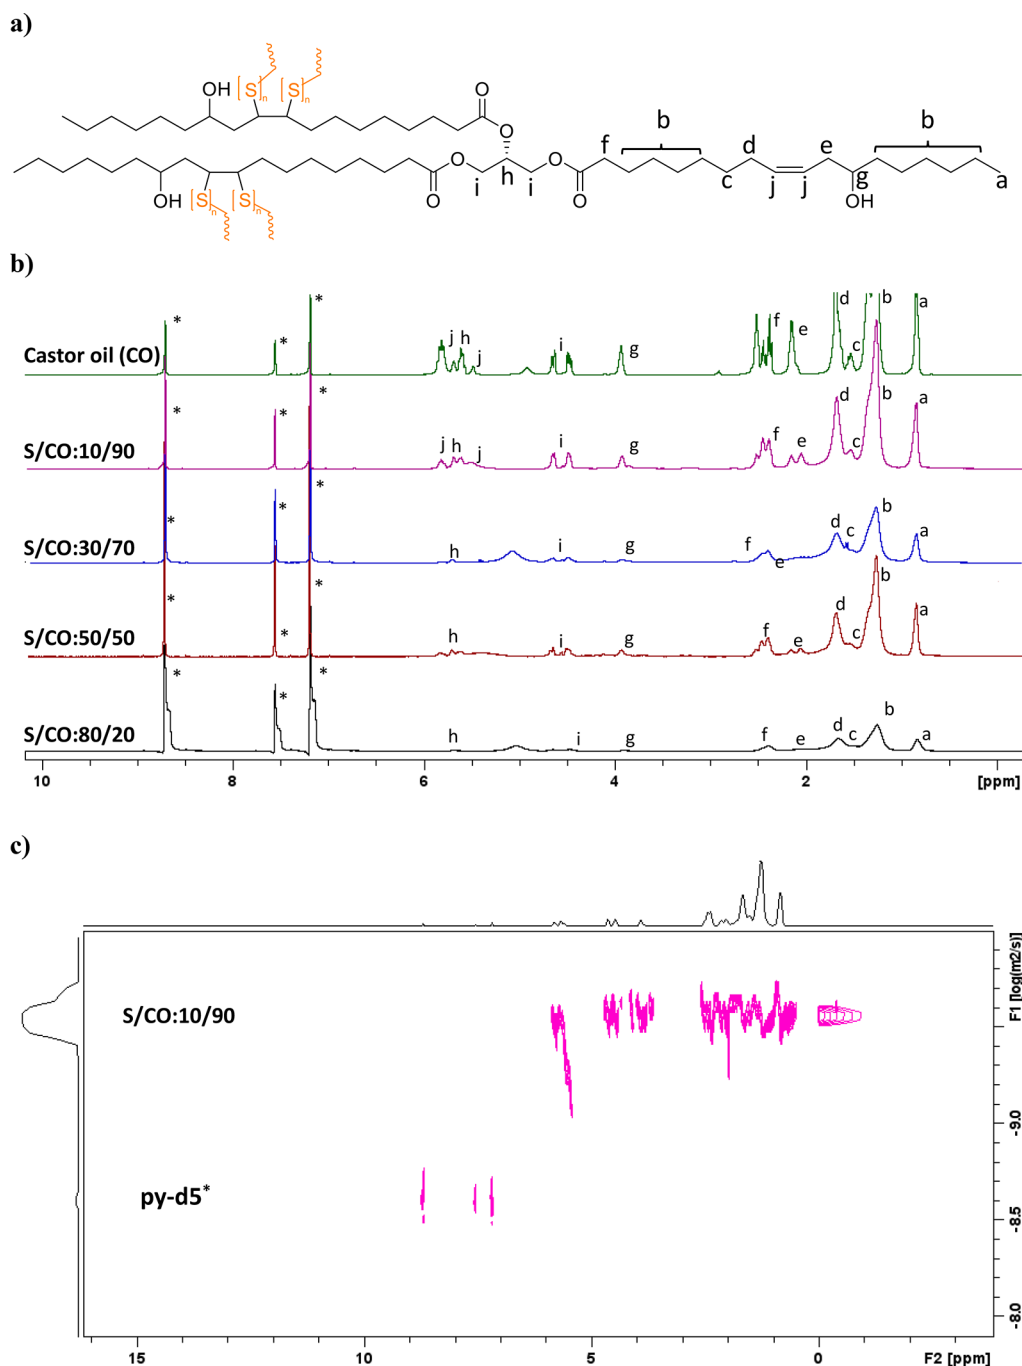 a)
OH [S]n [S]n O
O
b b
f d e
O O
i h i c j j g a
OH [S]n [S]n O O OH
b)
Castor oil (CO) * * * j h j i g f e d c b a
S/CO:10/90 * * * j h j i g f e d c b a
S/CO:30/70 * * * h i g f e d c b a
S/CO:50/50 * * * h i g f e d c b a
S/CO:80/20 * * * h i g f e d c b a
10 8 6 4 2 [ppm]
c)
S/CO:10/90
py-d5*
F1 [log(m2/s)]
-9.0
-8.5
-8.0
15 10 5 0 F2 [ppm]